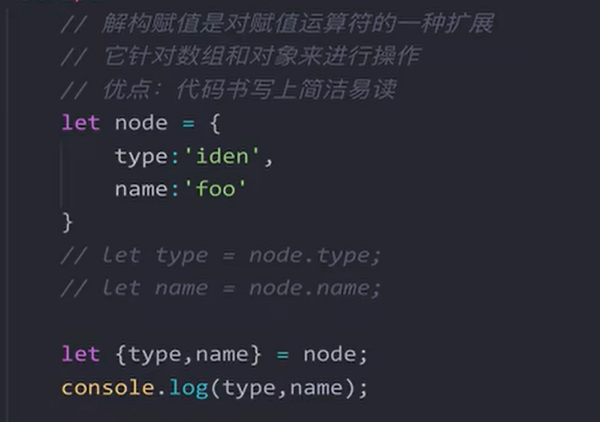 // 解构赋值是对赋值运算符的一种扩展
// 它针对数组和对象来进行操作
// 优点：代码书写上简洁易读
let node = {
    type:'iden',
    name:'foo'
}
// let type = node.type;
// let name = node.name;
let {type,name} = node;
console.log(type,name);